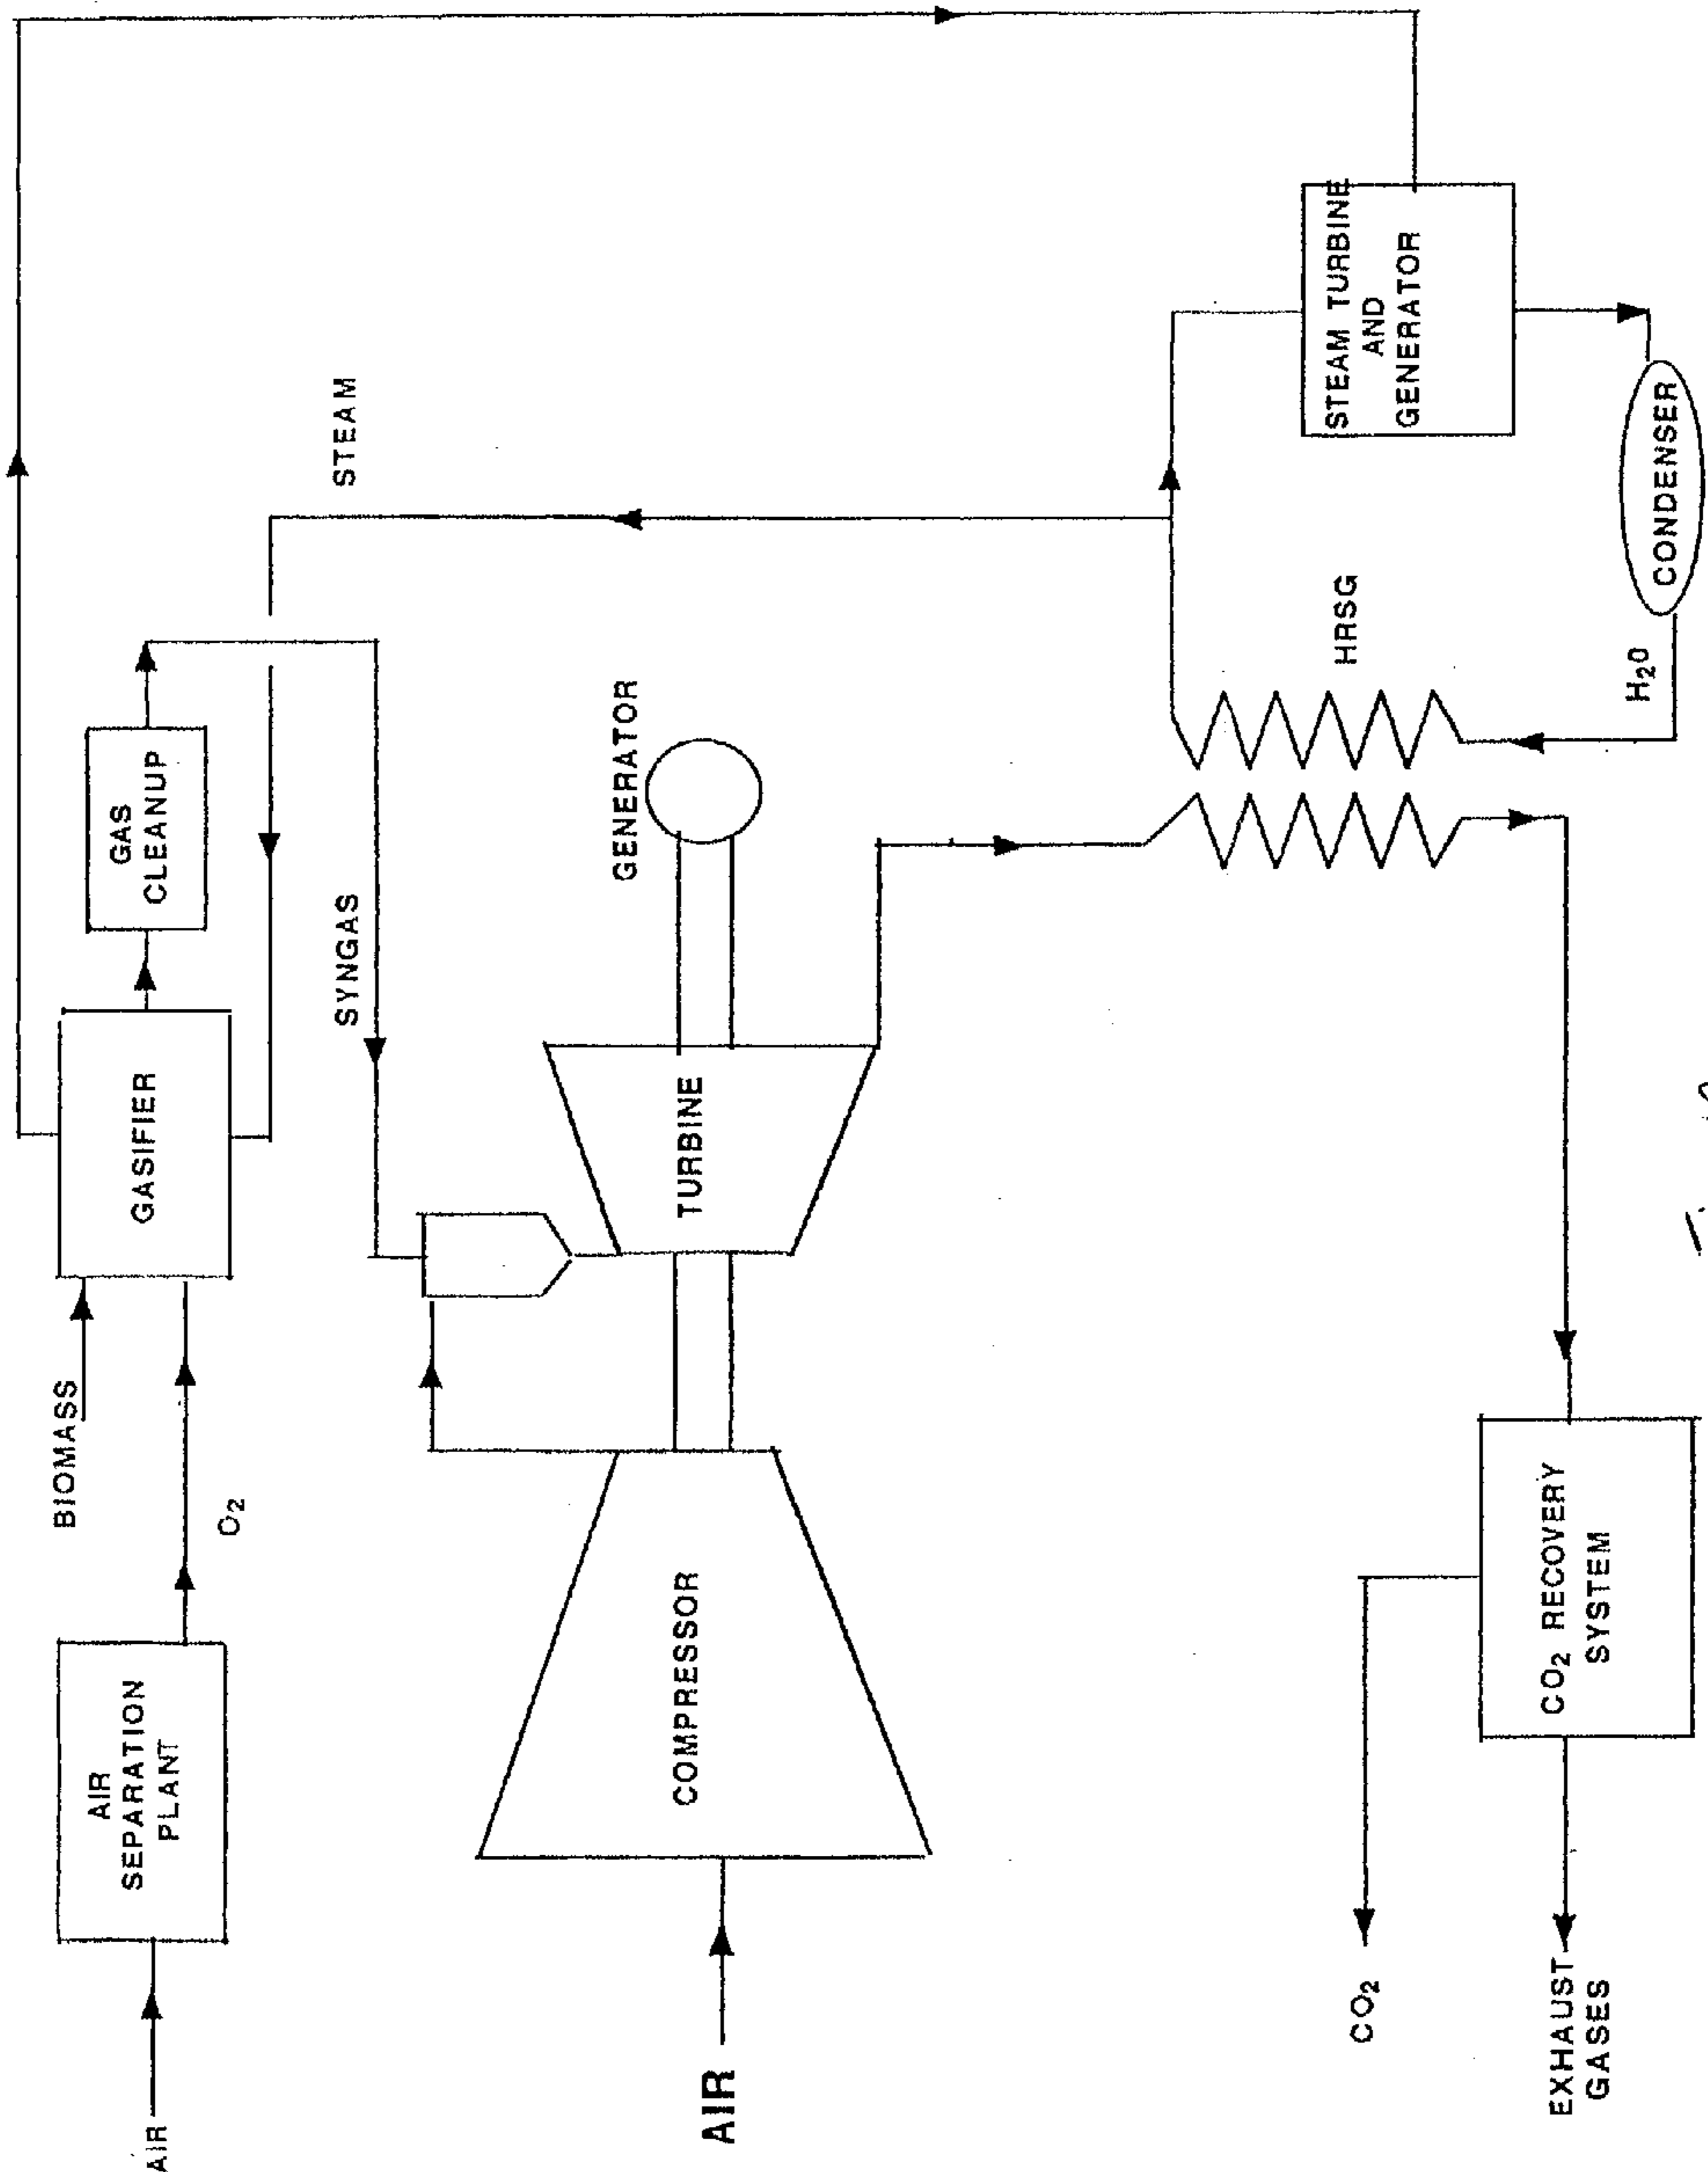 AIR
AIR
SEPARATION
PLANT
O₂
BIOMASS
GASIFIER
GAS
CLEANUP
SYNGAS
STEAM
AIR
COMPRESSOR
TURBINE
GENERATOR
HRSG
STEAM TURBINE
AND
GENERATOR
H₂O
CONDENSER
CO₂
EXHAUST
GASES
CO₂ RECOVERY
SYSTEM